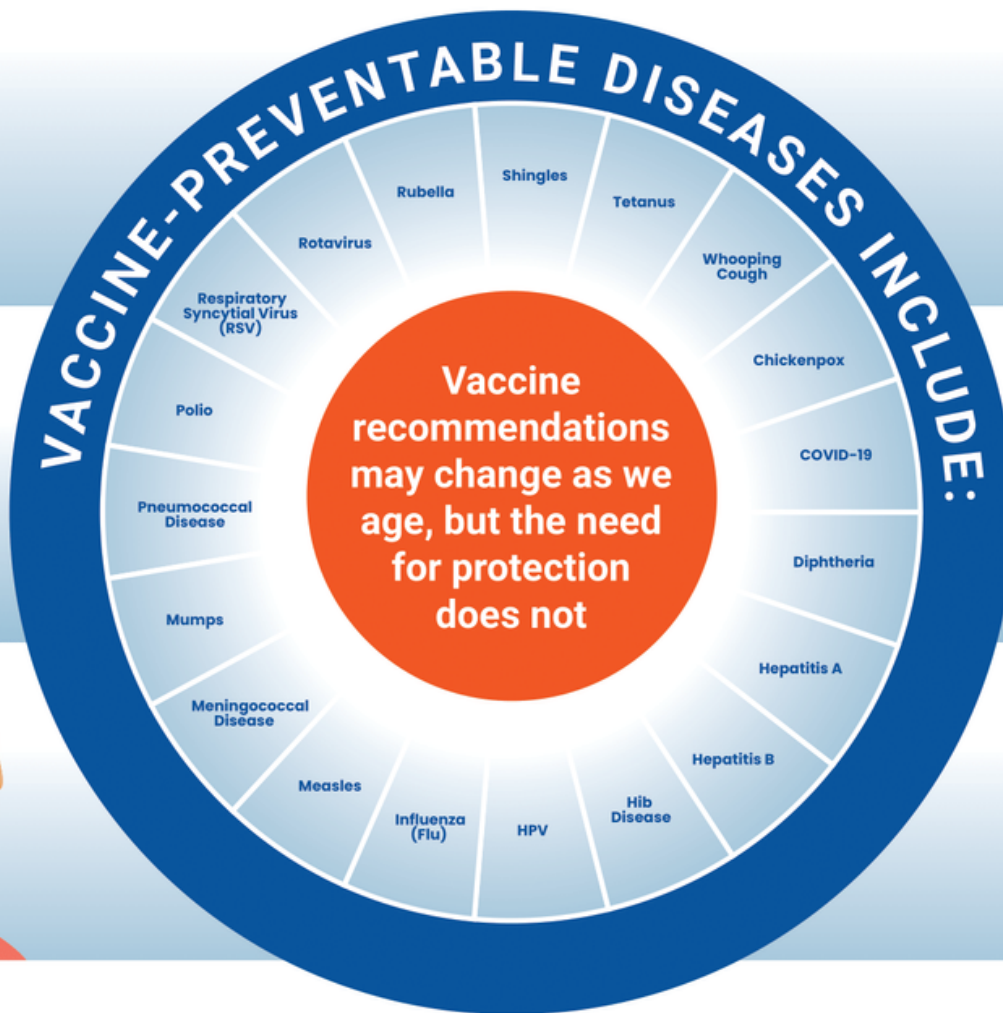 VACCINE-PREVENTABLE DISEASES INCLUDE:
Shingles
Tetanus
Whooping
Cough
Chickenpox
COVID-19
Diphtheria
Hepatitis A
Hepatitis B
Hib
Disease
HPV
Influenza
(Flu)
Measles
Meningococcal
Disease
Mumps
Pneumococcal
Disease
Polio
Respiratory
Syncytial Virus
(RSV)
Rotavirus
Rubella
Vaccine
recommendations
may change as we
age, but the need
for protection
does not